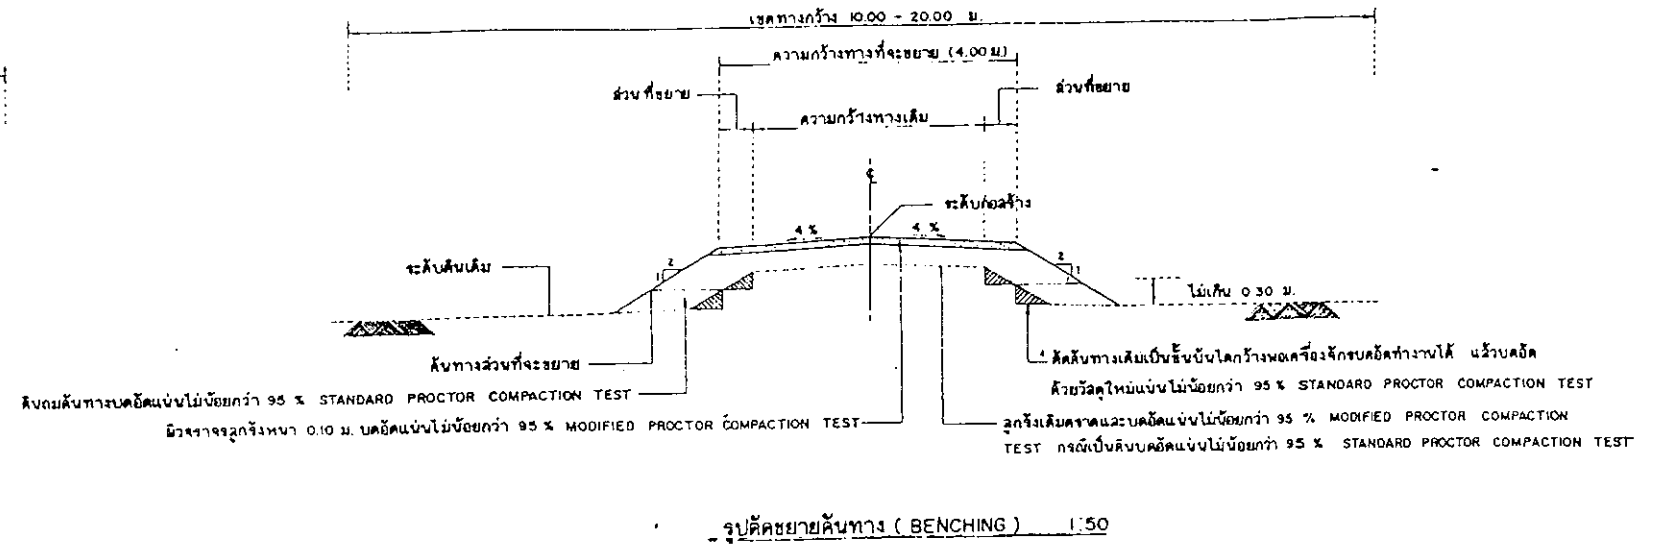 เขตทางกว้าง 10.00 - 20.00 ม.
ความกว้างทางที่จะขยาย (4.00 ม.)
ส่วนที่ขยาย
ส่วนที่ขยาย
ความกว้างทางเดิม
℄
ระดับก่อสร้าง
4 %
4 %
ระดับดินเดิม
2
1
2
1
ไม่เกิน 0.30 ม.
คันทางส่วนที่จะขยาย
ตัดคันทางเดิมเป็นขั้นบันไดกว้างพอเครื่องจักรบดอัดทำงานได้ แล้วบดอัด
ด้วยวัสดุใหม่แน่นไม่น้อยกว่า 95 % STANDARD PROCTOR COMPACTION TEST
ดินถมคันทางบดอัดแน่นไม่น้อยกว่า 95 % STANDARD PROCTOR COMPACTION TEST
ผิวจราจรลูกรังหนา 0.10 ม. บดอัดแน่นไม่น้อยกว่า 95 % MODIFIED PROCTOR COMPACTION TEST
ลูกรังเดิมคราดและบดอัดแน่นไม่น้อยกว่า 95 % MODIFIED PROCTOR COMPACTION
TEST กรณีเป็นดินบดอัดแน่นไม่น้อยกว่า 95 % STANDARD PROCTOR COMPACTION TEST
รูปตัดขยายคันทาง ( BENCHING ) 1:50